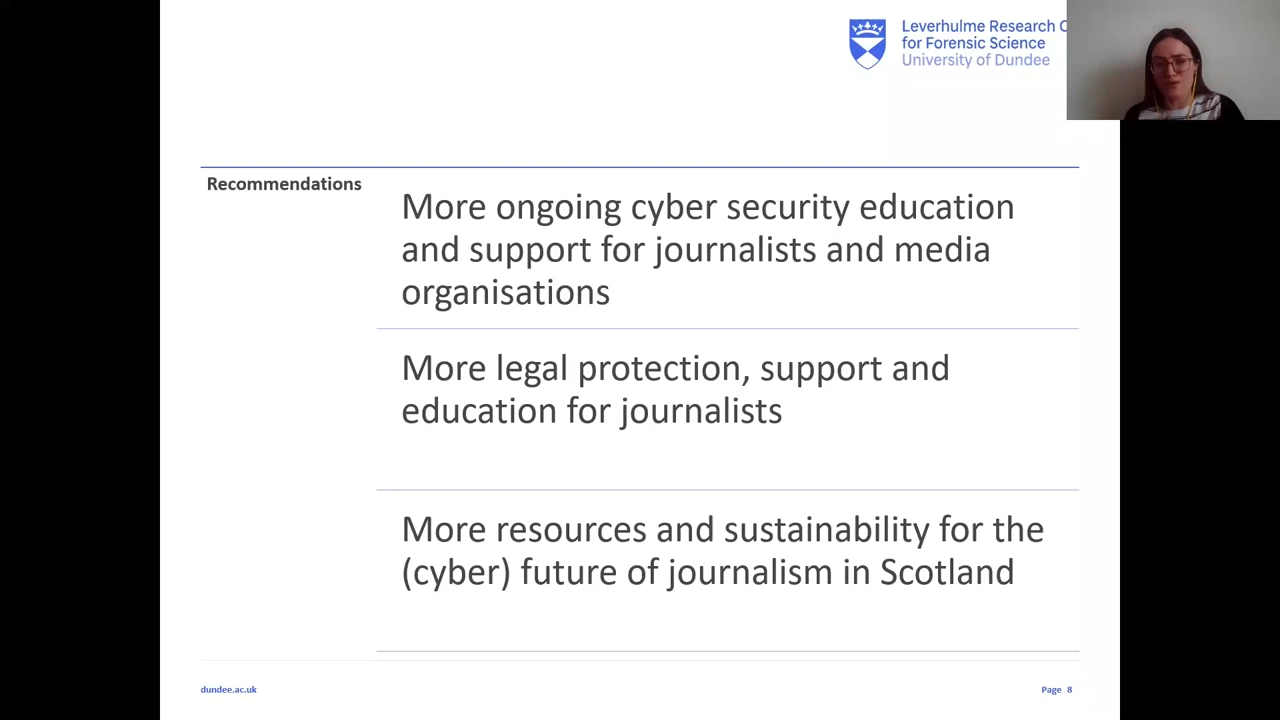 Leverhulme Research C
for Forensic Science
University of Dundee
Recommendations
More ongoing cyber security education
and support for journalists and media
organisations
More legal protection, support and
education for journalists
More resources and sustainability for the
(cyber) future of journalism in Scotland
dundee.ac.uk
Page 8